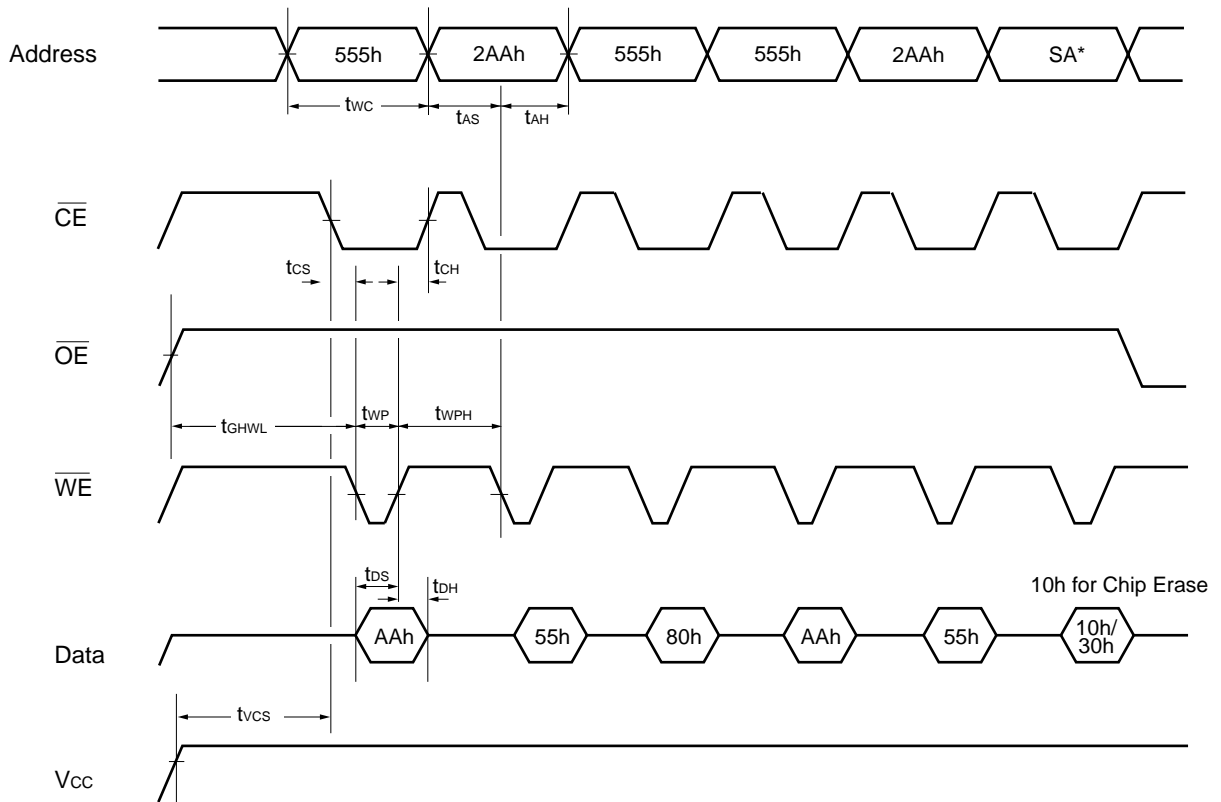 Address
555h 2AAh 555h 555h 2AAh SA*
tWC tAS tAH
CE
tCS tCH
OE
tGHWL tWP tWPH
WE
tDS tDH
10h for Chip Erase
Data
AAh 55h 80h AAh 55h 10h/
30h
tVCS
VCC